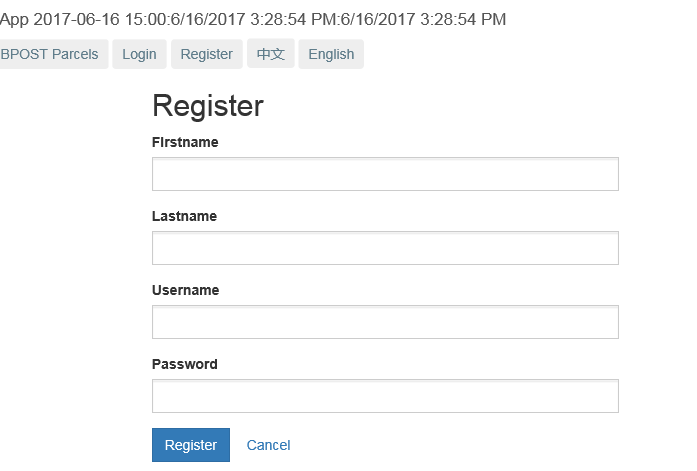 App 2017-06-16 15:00:6/16/2017 3:28:54 PM:6/16/2017 3:28:54 PM
BPOST Parcels Login Register 中文 English
Register
Firstname
Lastname
Username
Password
Register Cancel